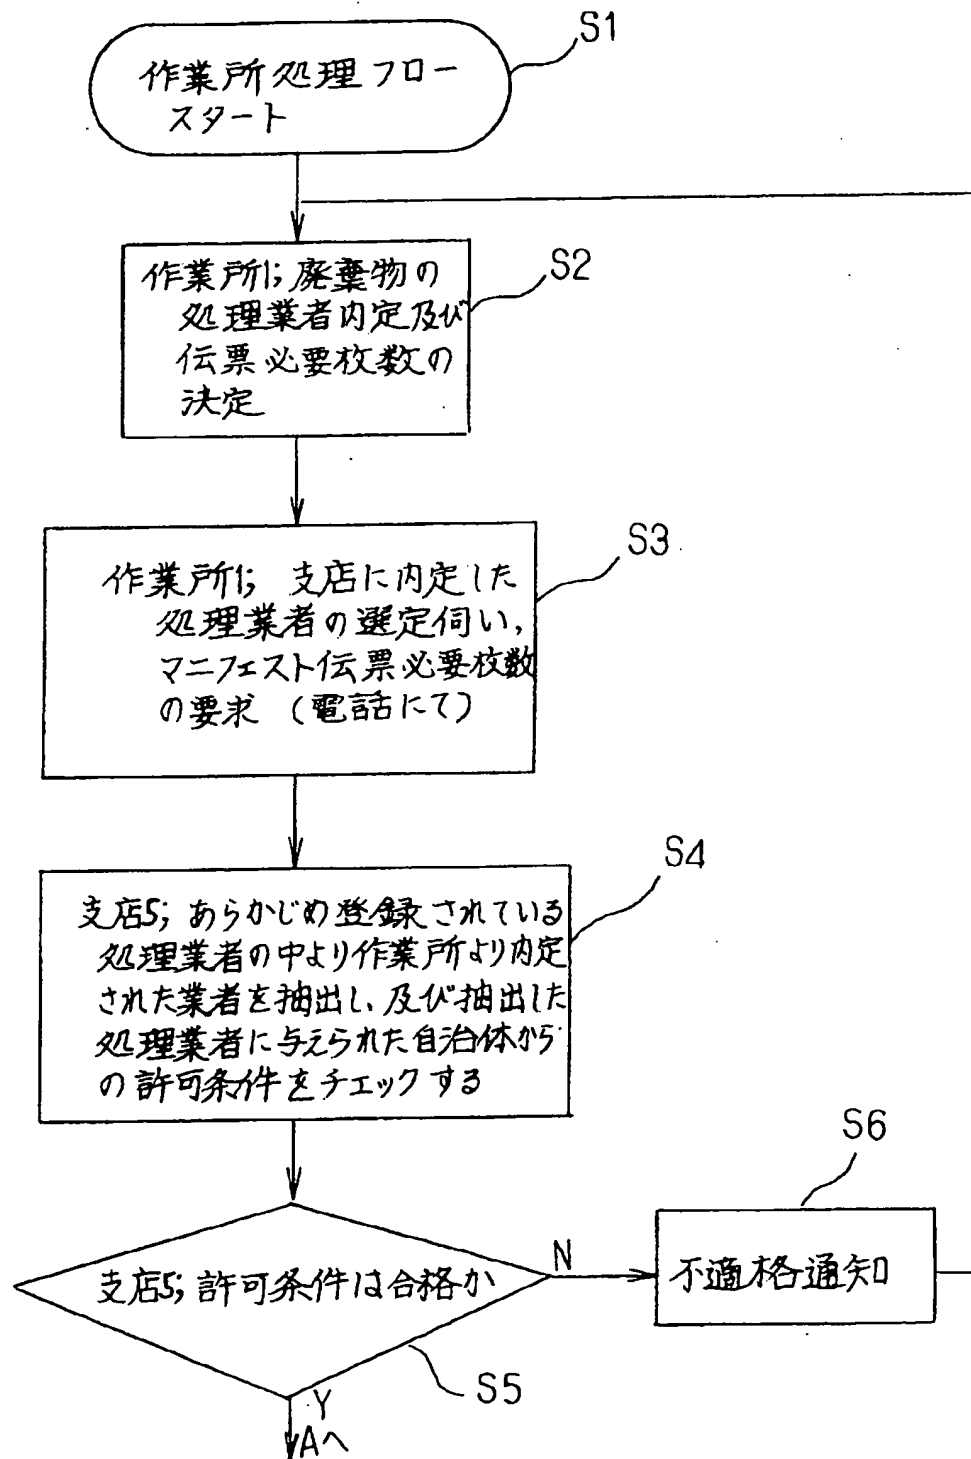 S1
作業所処理フロー
スタート
S2
作業所1; 廃棄物の
処理業者内定及び
伝票必要枚数の
決定
S3
作業所1; 支店に内定した
処理業者の選定伺い,
マニフェスト伝票必要枚数
の要求 (電話にて)
S4
支店5; あらかじめ登録されている
処理業者の中より作業所より内定
された業者を抽出し、及び抽出した
処理業者に与えられた自治体から
の許可条件をチェックする
S6
支店5; 許可条件は合格か
N
不適格通知
S5
Y
Aへ